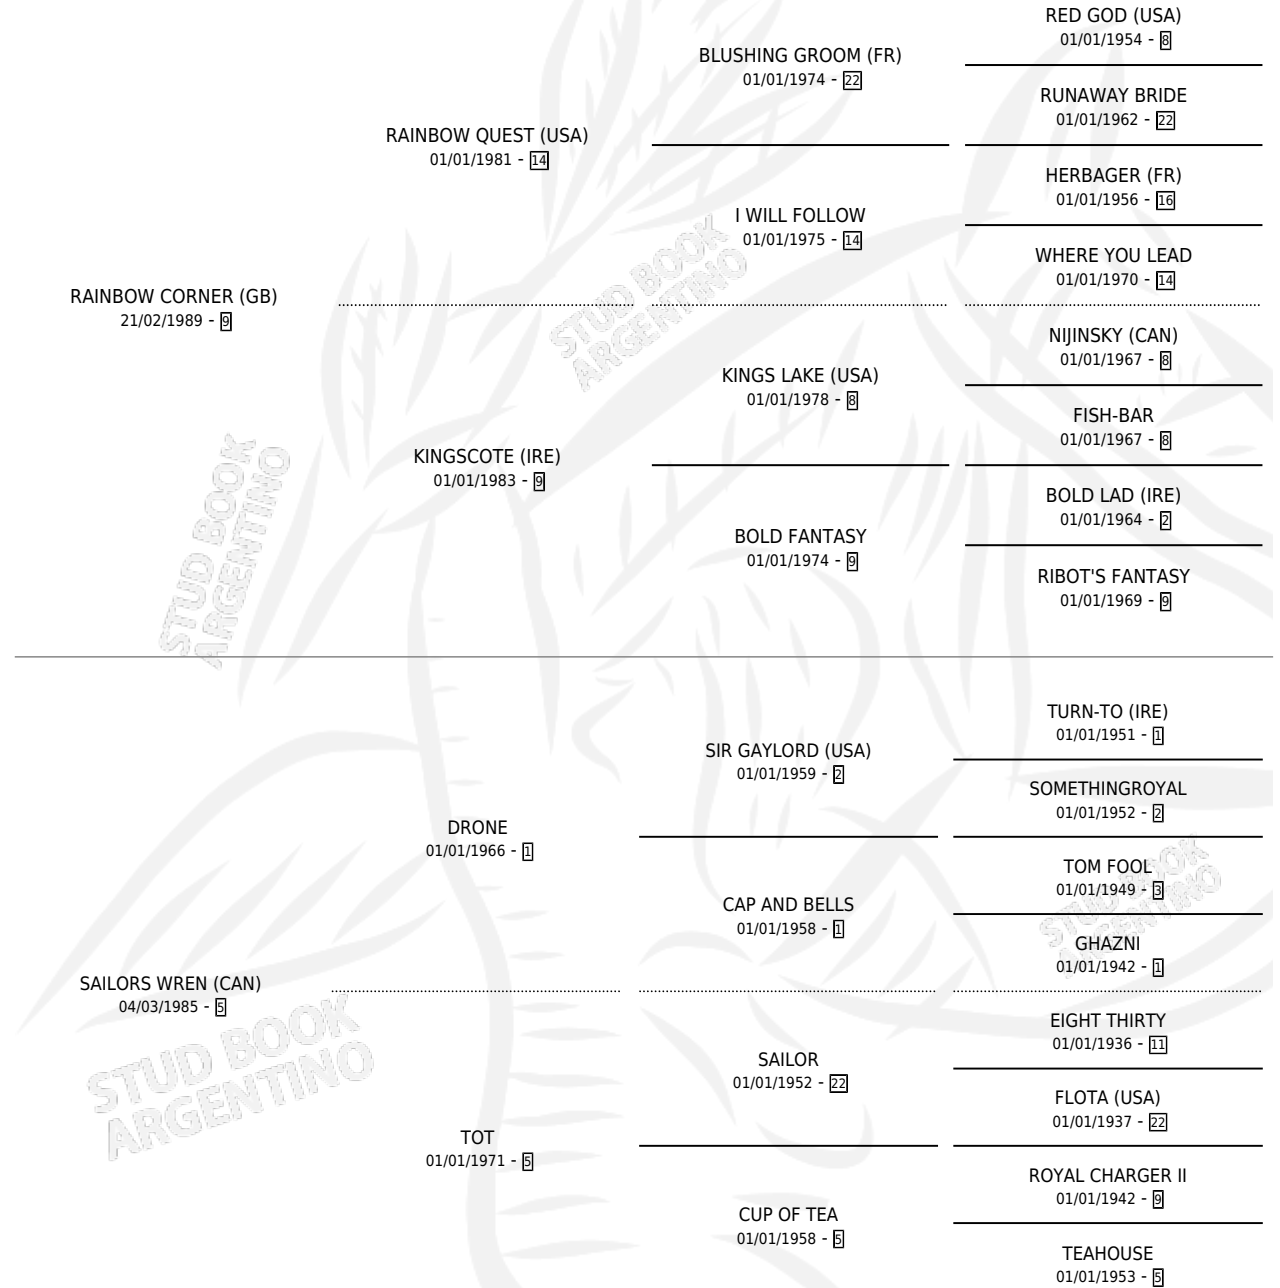 RED GOD (USA)
01/01/1954 - 8
BLUSHING GROOM (FR)
01/01/1974 - 22
RUNAWAY BRIDE
01/01/1962 - 22
RAINBOW QUEST (USA)
01/01/1981 - 14
HERBAGER (FR)
01/01/1956 - 16
I WILL FOLLOW
01/01/1975 - 14
WHERE YOU LEAD
01/01/1970 - 14
RAINBOW CORNER (GB)
21/02/1989 - 9
STUD BOOK
ARGENTINO
NIJINSKY (CAN)
01/01/1967 - 8
KINGS LAKE (USA)
01/01/1978 - 8
FISH-BAR
01/01/1967 - 8
KINGSCOTE (IRE)
01/01/1983 - 9
BOLD LAD (IRE)
01/01/1964 - 2
BOLD FANTASY
01/01/1974 - 9
RIBOT'S FANTASY
01/01/1969 - 9
STUD BOOK
ARGENTINO
TURN-TO (IRE)
01/01/1951 - 1
SIR GAYLORD (USA)
01/01/1959 - 2
SOMETHINGROYAL
01/01/1952 - 2
DRONE
01/01/1966 - 1
TOM FOOL
01/01/1949 - 3
CAP AND BELLS
01/01/1958 - 1
GHAZNI
01/01/1942 - 1
STUD BOOK
ARGENTINO
SAILORS WREN (CAN)
04/03/1985 - 5
EIGHT THIRTY
01/01/1936 - 11
SAILOR
01/01/1952 - 22
FLOTA (USA)
01/01/1937 - 22
STUD BOOK
ARGENTINO
TOT
01/01/1971 - 5
ROYAL CHARGER II
01/01/1942 - 9
CUP OF TEA
01/01/1958 - 5
TEAHOUSE
01/01/1953 - 5